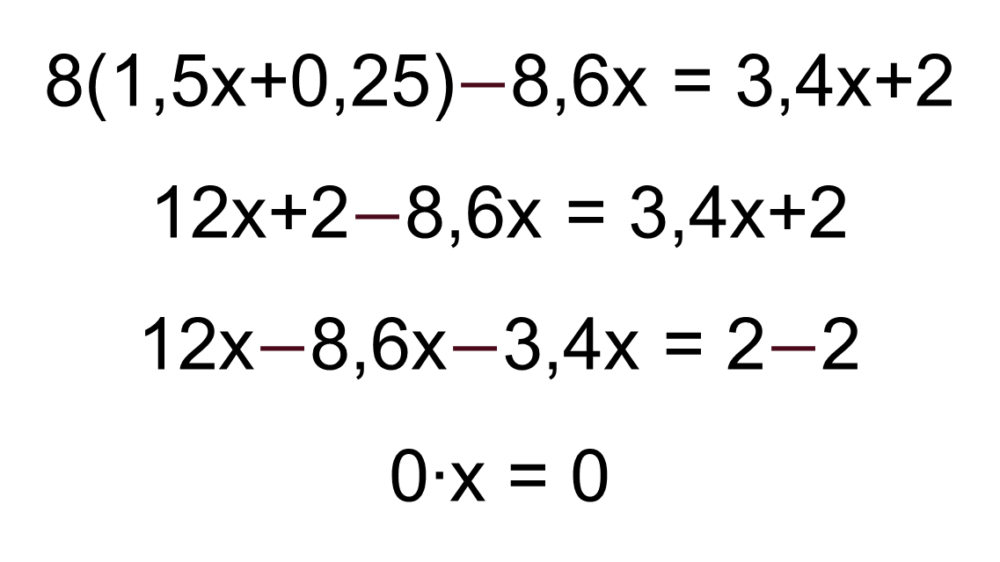 8(1,5x+0,25)–8,6x = 3,4x+2
12x+2–8,6x = 3,4x+2
12x–8,6x–3,4x = 2–2
0·x = 0